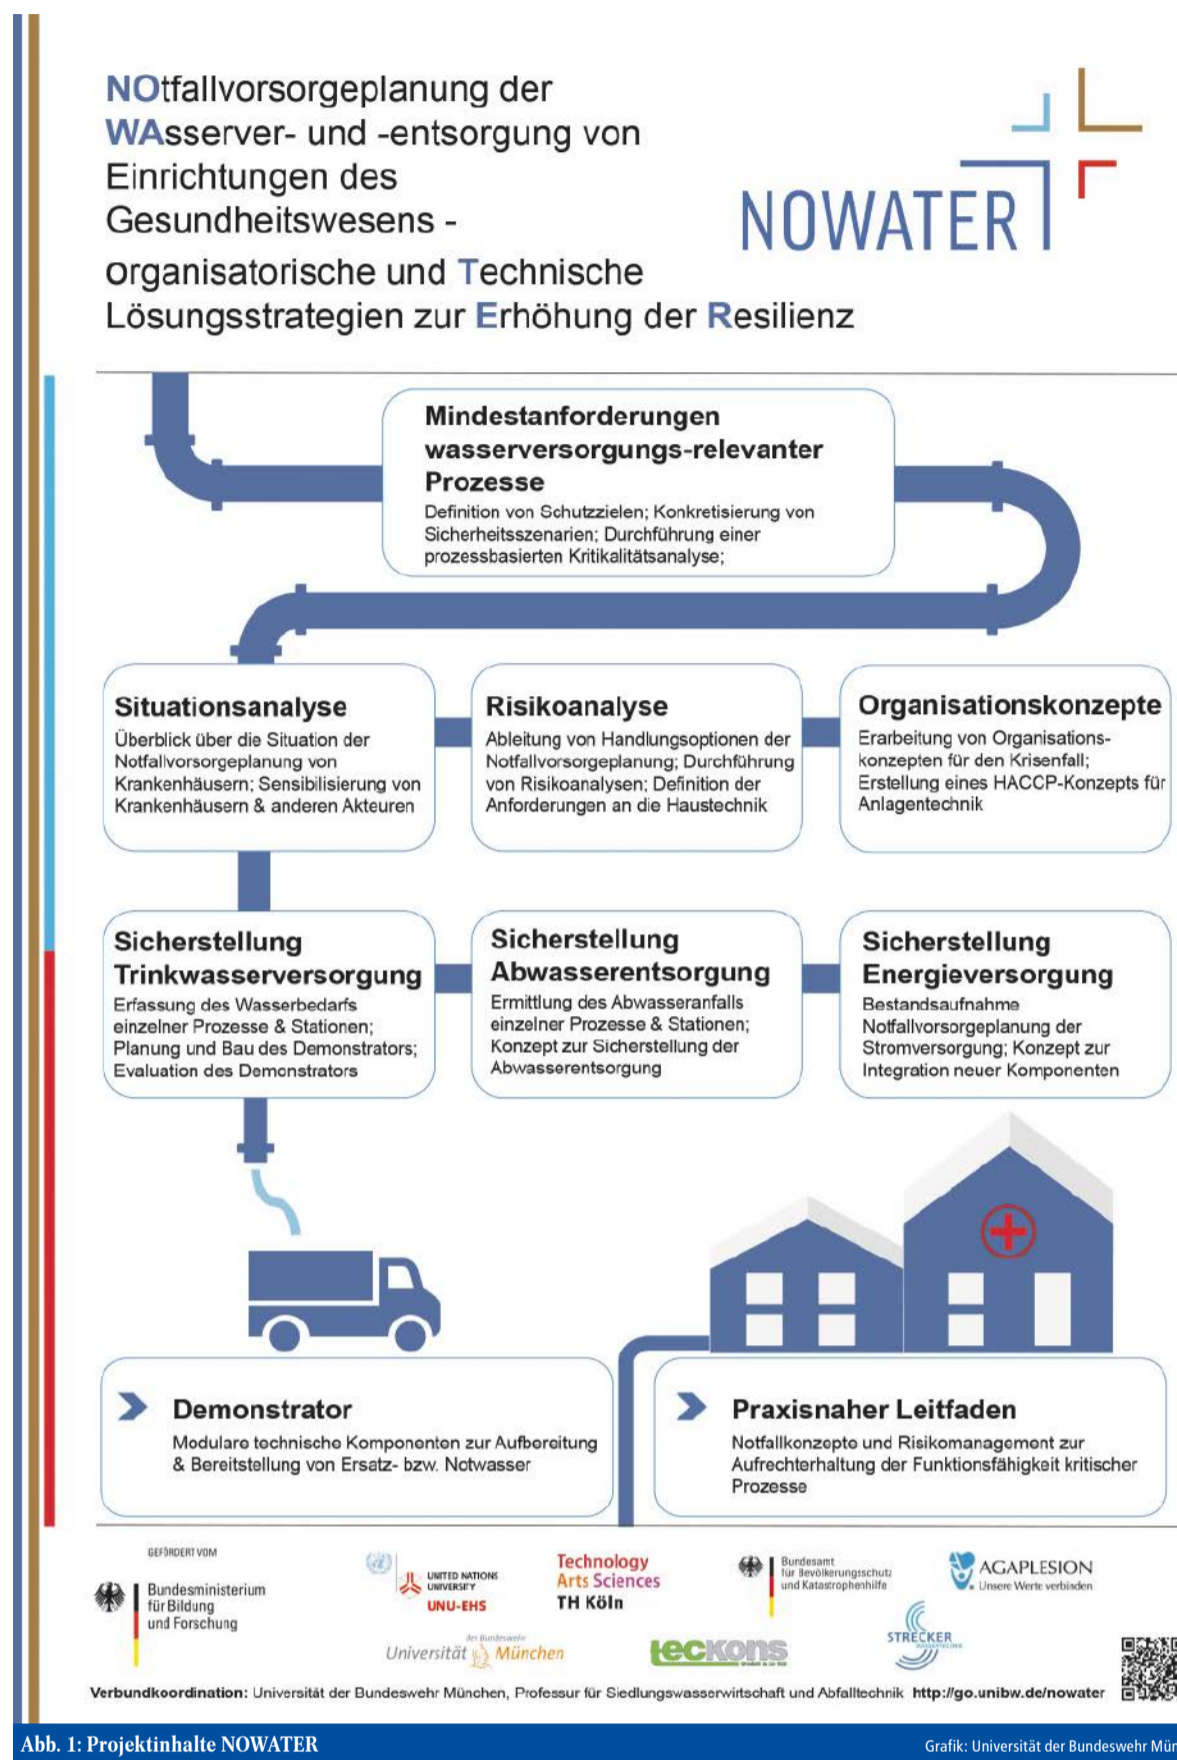 NOtfallvorsorgeplanung der
WAsserver- und -entsorgung von
Einrichtungen des
Gesundheitswesens -
organisatorische und Technische
Lösungsstrategien zur Erhöhung der Resilienz
NOWATER
Mindestanforderungen
wasserversorgungs-relevanter
Prozesse
Definition von Schutzzielen; Konkretisierung von
Sicherheitsszenarien; Durchführung einer
prozessbasierten Kritikalitätsanalyse;
Situationsanalyse
Überblick über die Situation der
Notfallvorsorgeplanung von
Krankenhäusern; Sensibilisierung von
Krankenhäusern & anderen Akteuren
Risikoanalyse
Ableitung von Handlungsoptionen der
Notfallvorsorgeplanung; Durchführung
von Risikoanalysen; Definition der
Anforderungen an die Haustechnik
Organisationskonzepte
Erarbeitung von Organisations-
konzepten für den Krisenfall;
Erstellung eines HACCP-Konzepts für
Anlagentechnik
Sicherstellung
Trinkwasserversorgung
Erfassung des Wasserbedarfs
einzelner Prozesse & Stationen;
Planung und Bau des Demonstrators;
Evaluation des Demonstrators
Sicherstellung
Abwasserentsorgung
Ermittlung des Abwasseranfalls
einzelner Prozesse & Stationen;
Konzept zur Sicherstellung der
Abwasserentsorgung
Sicherstellung
Energieversorgung
Bestandsaufnahme
Notfallvorsorgeplanung der
Stromversorgung; Konzept zur
Integration neuer Komponenten
Demonstrator
Modulare technische Komponenten zur Aufbereitung
& Bereitstellung von Ersatz- bzw. Notwasser
Praxisnaher Leitfaden
Notfallkonzepte und Risikomanagement zur
Aufrechterhaltung der Funktionsfähigkeit kritischer
Prozesse
GEFÖRDERT VOM
Bundesministerium
für Bildung
und Forschung
UNITED NATIONS
UNIVERSITY
UNU-EHS
Technology
Arts Sciences
TH Köln
Bundesamt
für Bevölkerungsschutz
und Katastrophenhilfe
AGAPLESION
Unsere Werte verbinden
der Bundeswehr
Universität München
teckons
STRECKER
Verbundkoordination: Universität der Bundeswehr München, Professur für Siedlungswasserwirtschaft und Abfalltechnik http://go.unibw.de/nowater
Abb. 1: Projektinhalte NOWATER
Grafik: Universität der Bundeswehr Mün